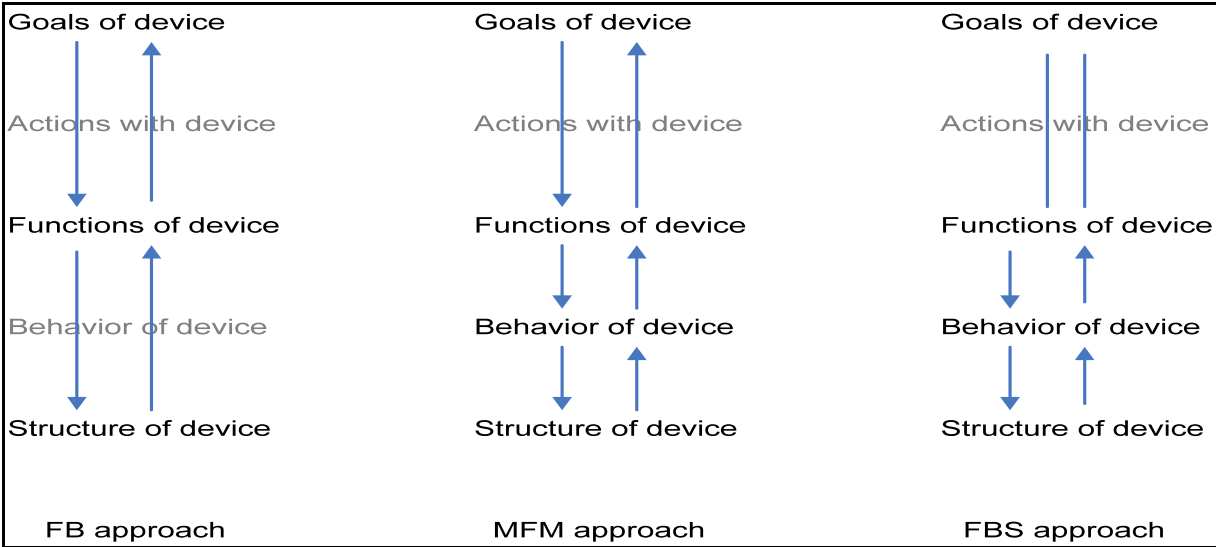 Goals of device
Actions with device
Functions of device
Behavior of device
Structure of device
FB approach
Goals of device
Actions with device
Functions of device
Behavior of device
Structure of device
MFM approach
Goals of device
Actions with device
Functions of device
Behavior of device
Structure of device
FBS approach